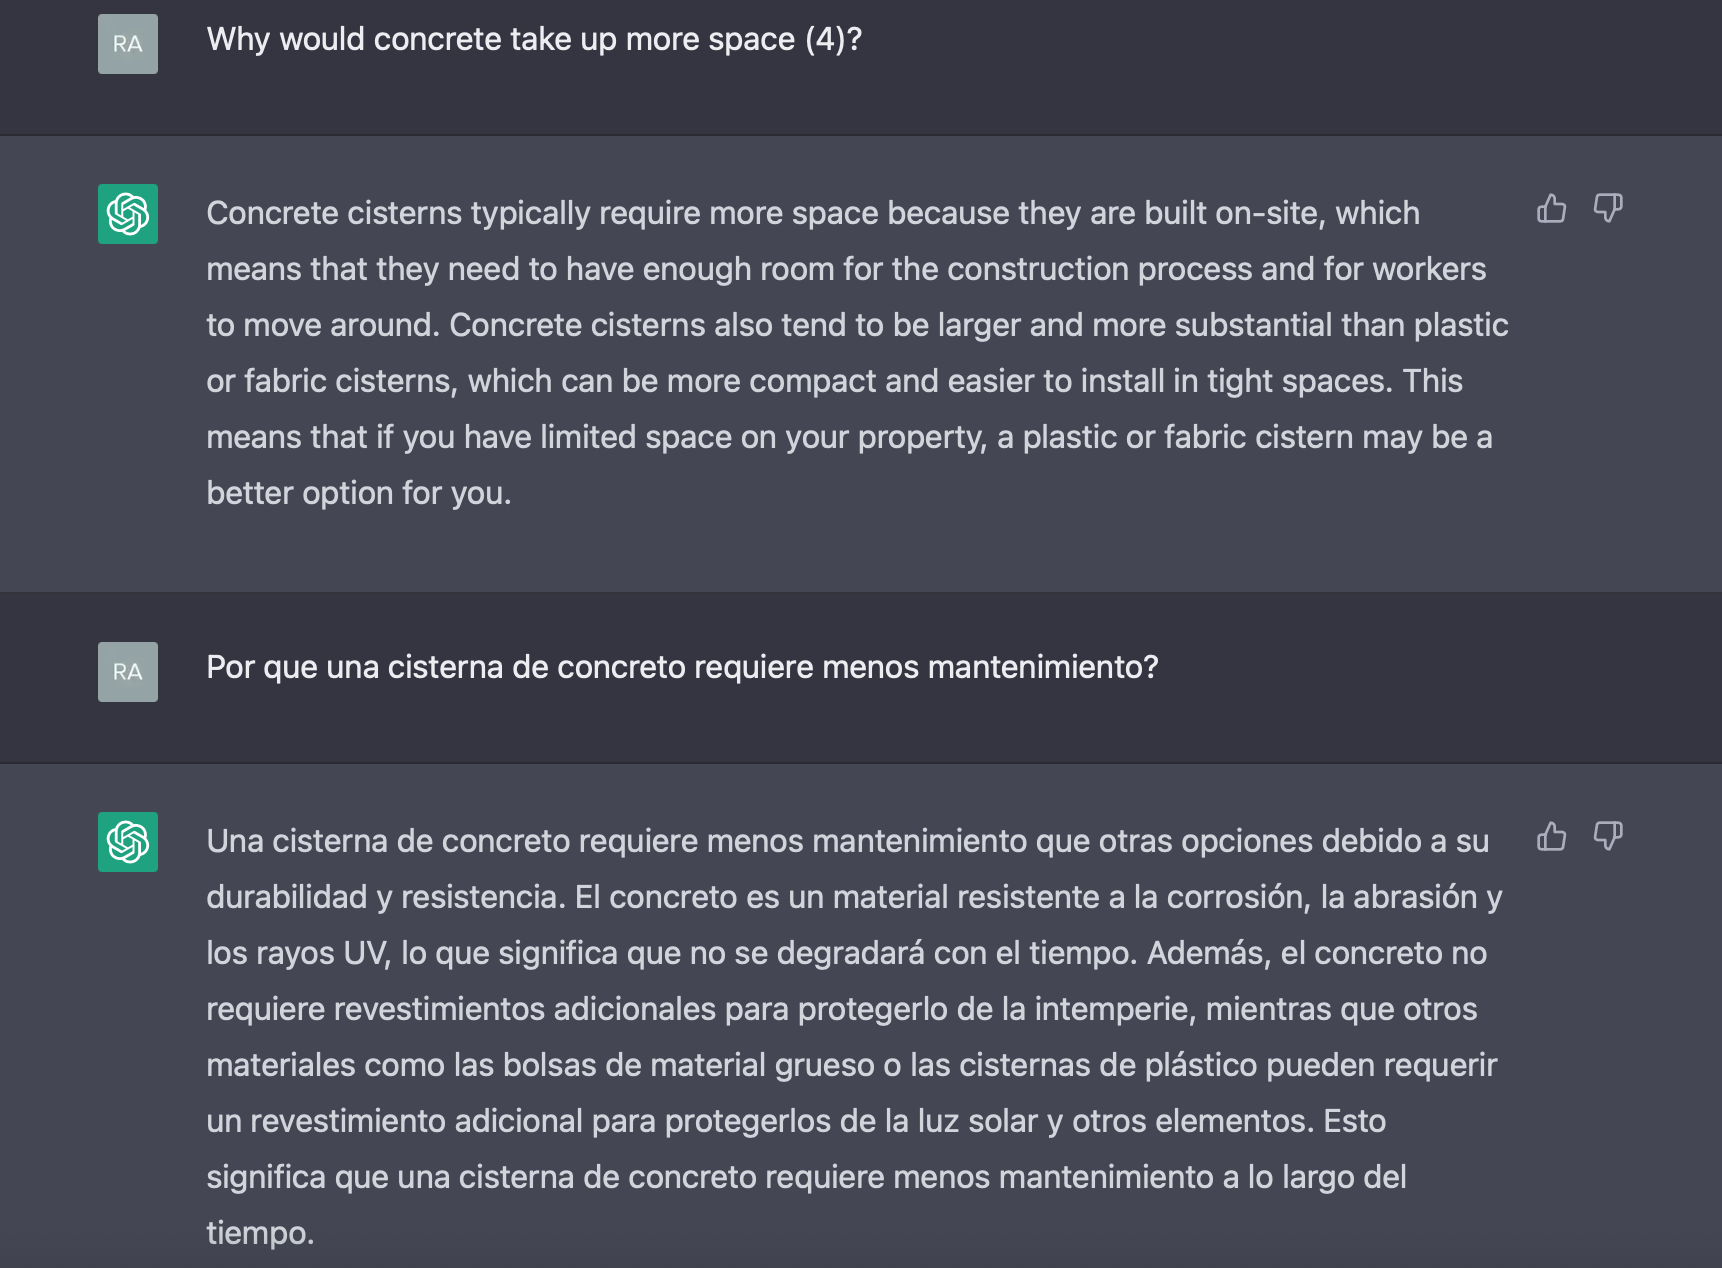 RA
Why would concrete take up more space (4)?
Concrete cisterns typically require more space because they are built on-site, which
means that they need to have enough room for the construction process and for workers
to move around. Concrete cisterns also tend to be larger and more substantial than plastic
or fabric cisterns, which can be more compact and easier to install in tight spaces. This
means that if you have limited space on your property, a plastic or fabric cistern may be a
better option for you.
RA
Por que una cisterna de concreto requiere menos mantenimiento?
Una cisterna de concreto requiere menos mantenimiento que otras opciones debido a su
durabilidad y resistencia. El concreto es un material resistente a la corrosión, la abrasión y
los rayos UV, lo que significa que no se degradará con el tiempo. Además, el concreto no
requiere revestimientos adicionales para protegerlo de la intemperie, mientras que otros
materiales como las bolsas de material grueso o las cisternas de plástico pueden requerir
un revestimiento adicional para protegerlos de la luz solar y otros elementos. Esto
significa que una cisterna de concreto requiere menos mantenimiento a lo largo del
tiempo.